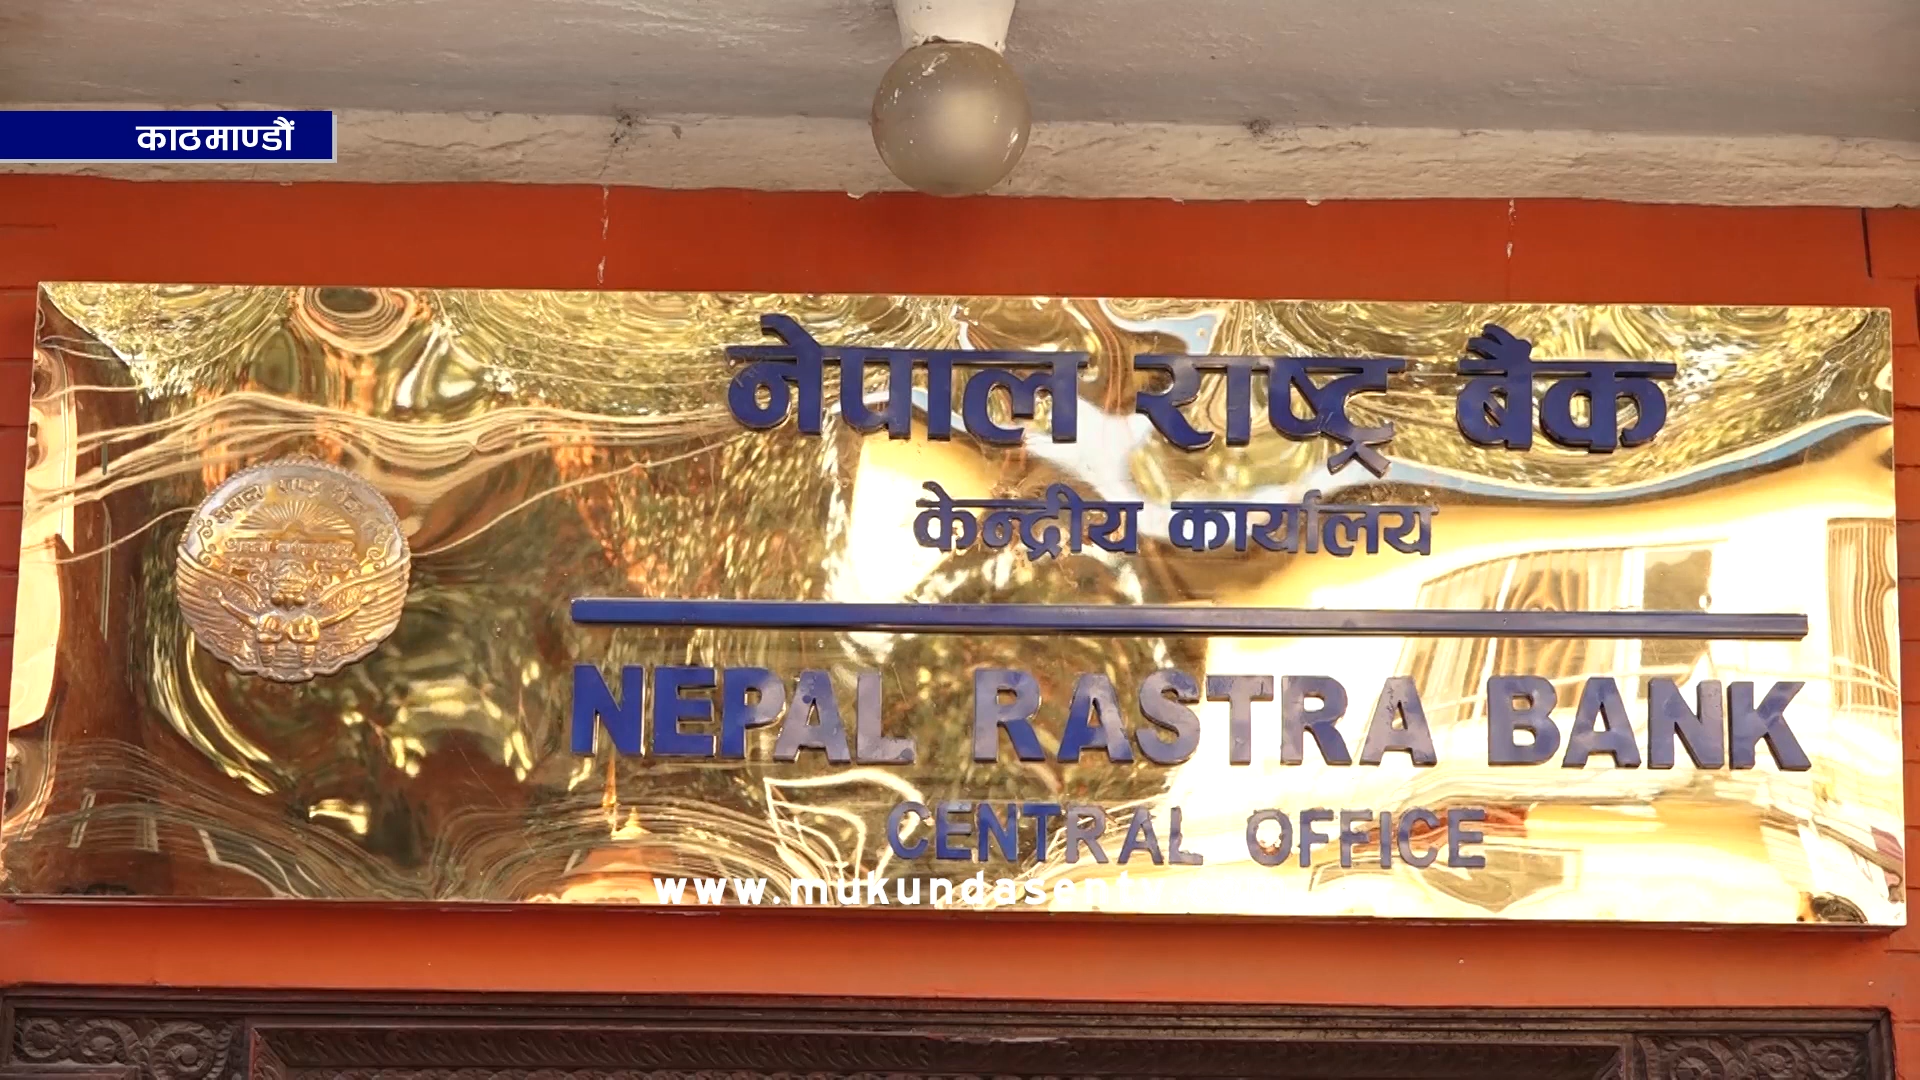 काठमाण्डौं
नेपाल राष्ट्र बैंक
केन्द्रीय कार्यालय
NEPAL RASTRA BANK
CENTRAL OFFICE